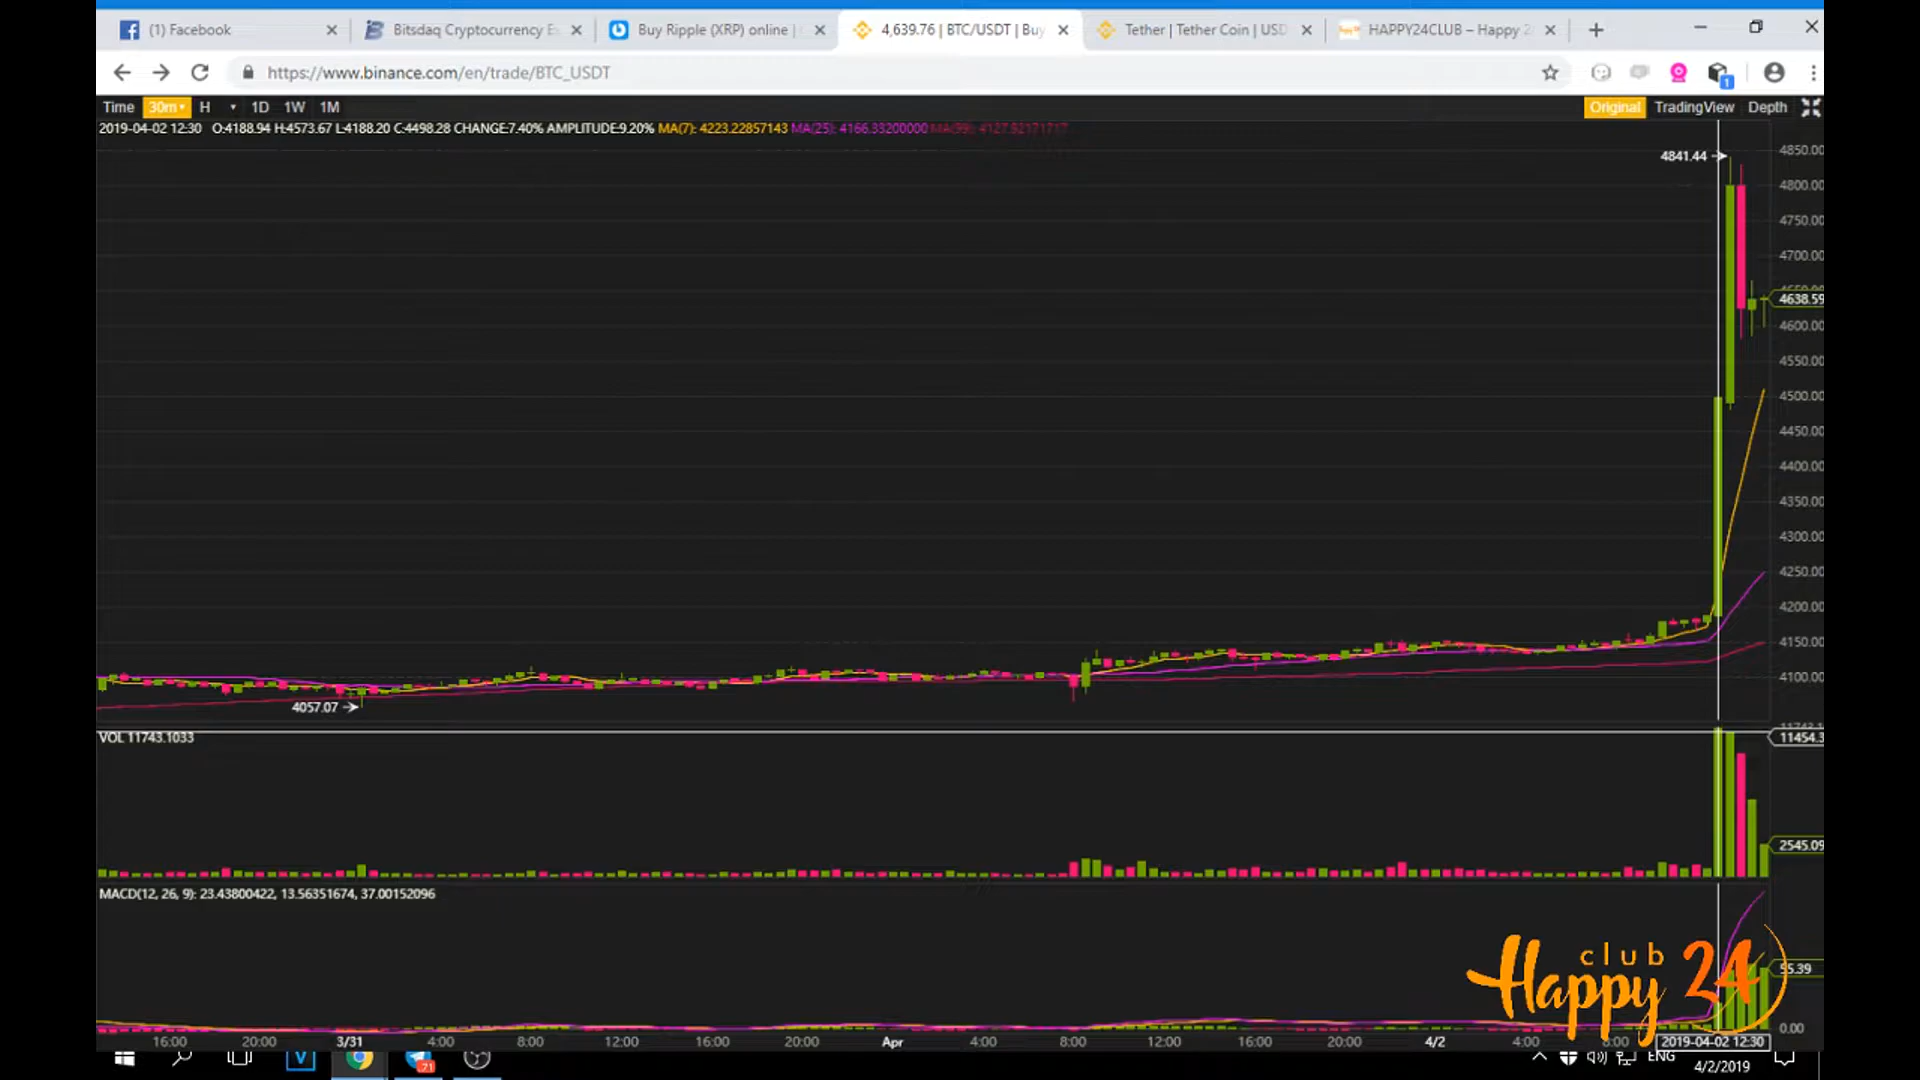 (1) Facebook
Bitsdaq Cryptocurrency E
Buy Ripple (XRP) online |
4,639.76 | BTC/USDT | Buy
Tether | Tether Coin | USD
HAPPY24CLUB – Happy 2
https://www.binance.com/en/trade/BTC_USDT
1
Time 30m H 1D 1W 1M
Original TradingView Depth
2019-04-02 12:30 O:4188.94 H:4573.67 L:4188.20 C:4498.28 CHANGE:7.40% AMPLITUDE:9.20% MA(7): 4223.22857143 MA(25): 4166.33200000 MA(99): 4127.92171717
4841.44
4850.00
4800.00
4750.00
4700.00
4638.59
4600.00
4550.00
4500.00
4450.00
4400.00
4350.00
4300.00
4250.00
4200.00
4150.00
4100.00
4057.07
VOL 11743.1033
11454.3
2545.09
MACD(12, 26, 9): 23.43800422, 13.56351674, 37.00152096
club
Happy 24
55.39
0.00
16:00 20:00 3/31 4:00 8:00 12:00 16:00 20:00 Apr 4:00 8:00 12:00 16:00 20:00 4/2 4:00 8:00 2019-04-02 12:30
V
71
ENG
4/2/2019